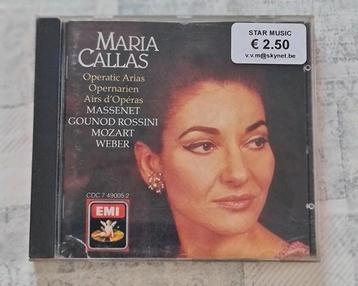 MARIA
CALLAS
Operatic Arias
Opernarien
Airs d'Opéras
MASSENET
GOUNOD ROSSINI
MOZART
WEBER
CDC 7 49005 2
EMI
STAR MUSIC
€ 2.50
v.v.m@skynet.be